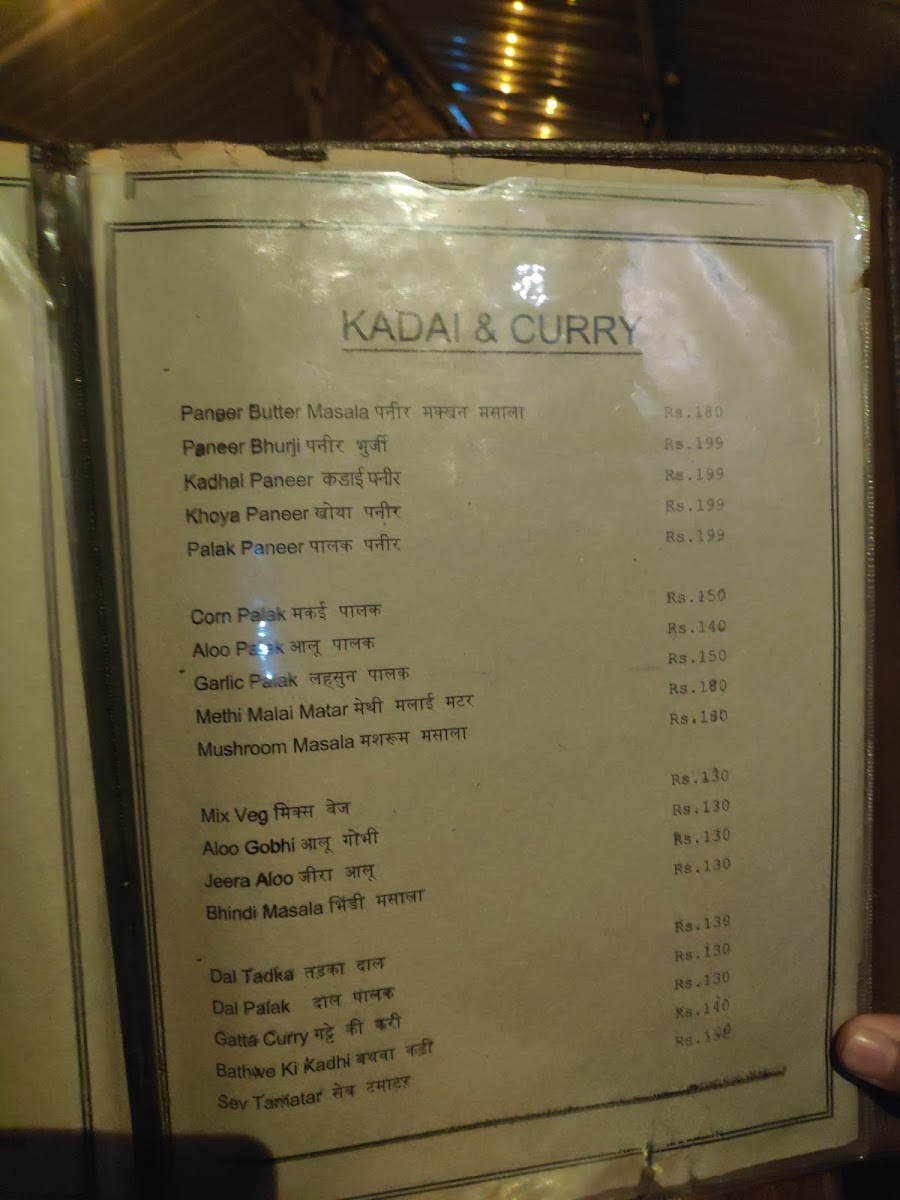 KADAI & CURRY
Paneer Butter Masala पनीर मक्खन मसाला Rs.180
Paneer Bhurji पनीर भुर्जी Rs.199
Kadhai Paneer कडाई पनीर Rs.199
Khoya Paneer खोया पनीर Rs.199
Palak Paneer पालक पनीर Rs.199
Corn Palak मकई पालक Rs.150
Aloo Palak आलू पालक Rs.140
Garlic Palak लहसुन पालक Rs.150
Methi Malai Matar मेथी मलाई मटर Rs.180
Mushroom Masala मशरूम मसाला Rs.180
Mix Veg मिक्स वेज Rs.130
Aloo Gobhi आलू गोभी Rs.130
Jeera Aloo जीरा आलू Rs.130
Bhindi Masala भिंडी मसाला Rs.130
Dal Tadka तड़का दाल
Dal Palak दाल पालक Rs.130
Gatta Curry गट्टे की करी Rs.130
Bathwe Ki Kadhi बथवा कढी Rs.140
Sev Tamatar सेव टमाटर